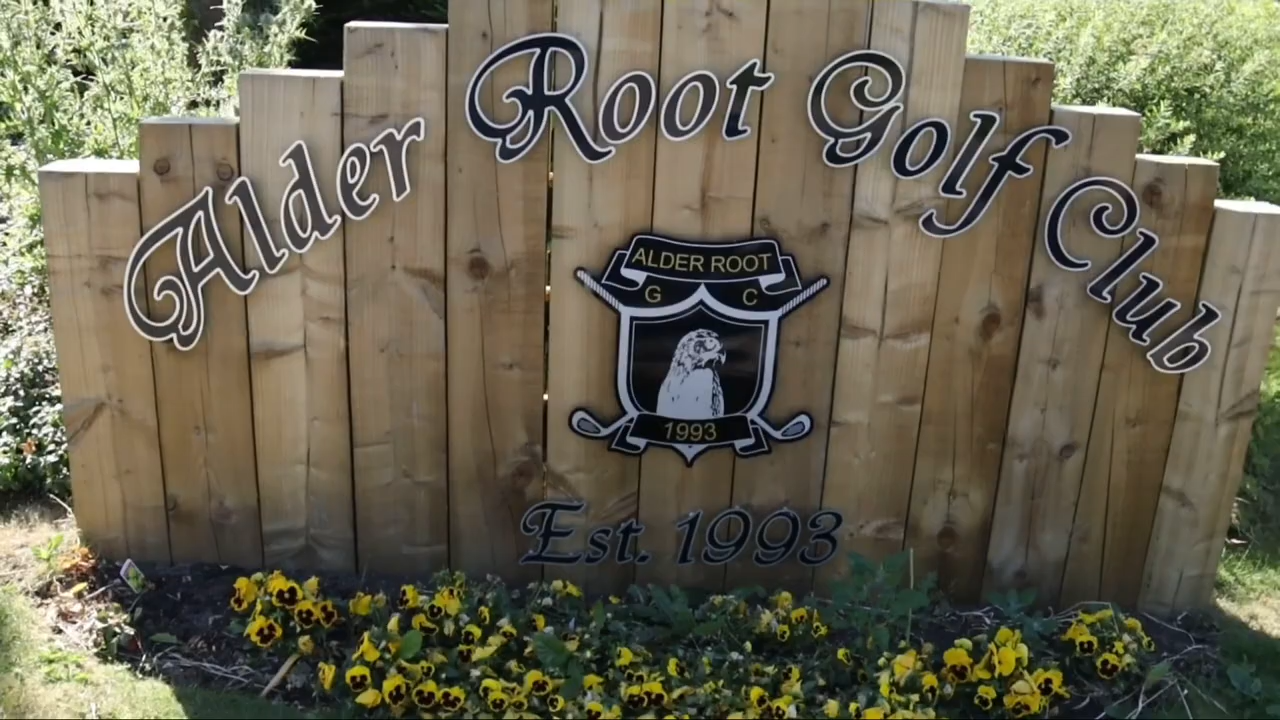 Alder Root Golf Club
ALDER ROOT
G C
1993
Est. 1993